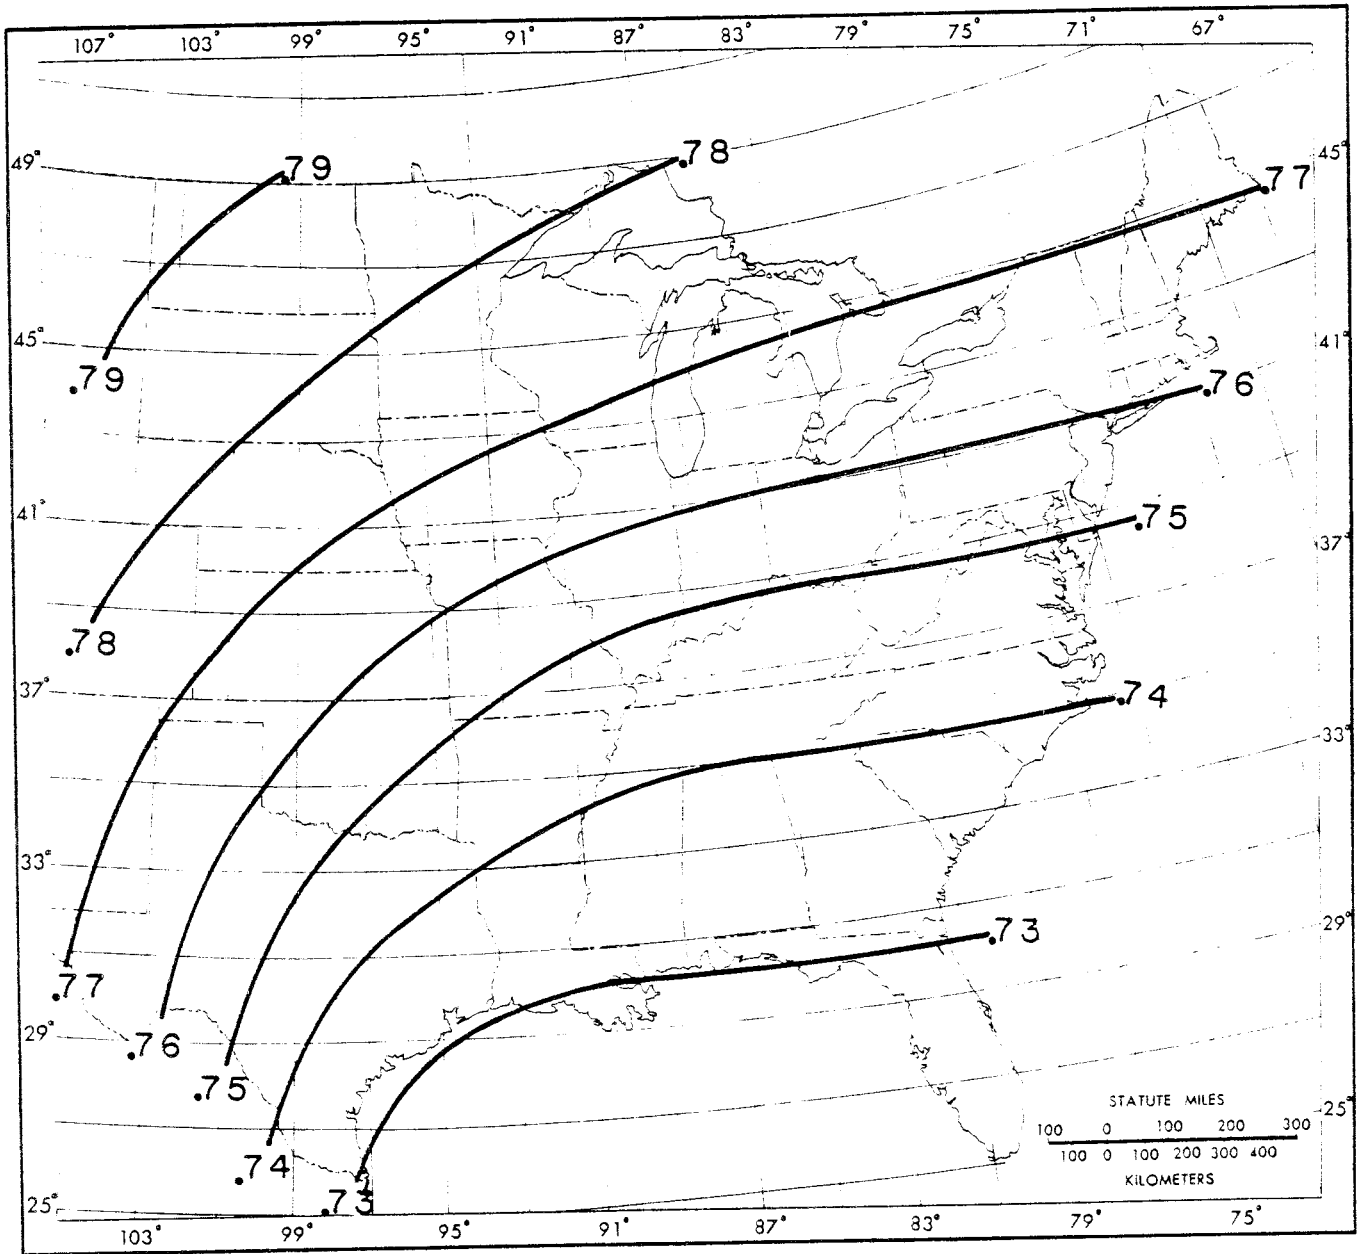 107° 103° 99° 95° 91° 87° 83° 79° 75° 71° 67°
49° .79 .78 45°
.77
45° 41°
.79 .76
41° .75 37°
.78
37° .74 33°
33° .73 29°
.77
29° .76
.75 STATUTE MILES 25°
100 0 100 200 300
100 0 100 200 300 400
.74 KILOMETERS
25° .73
103° 99° 95° 91° 87° 83° 79° 75°